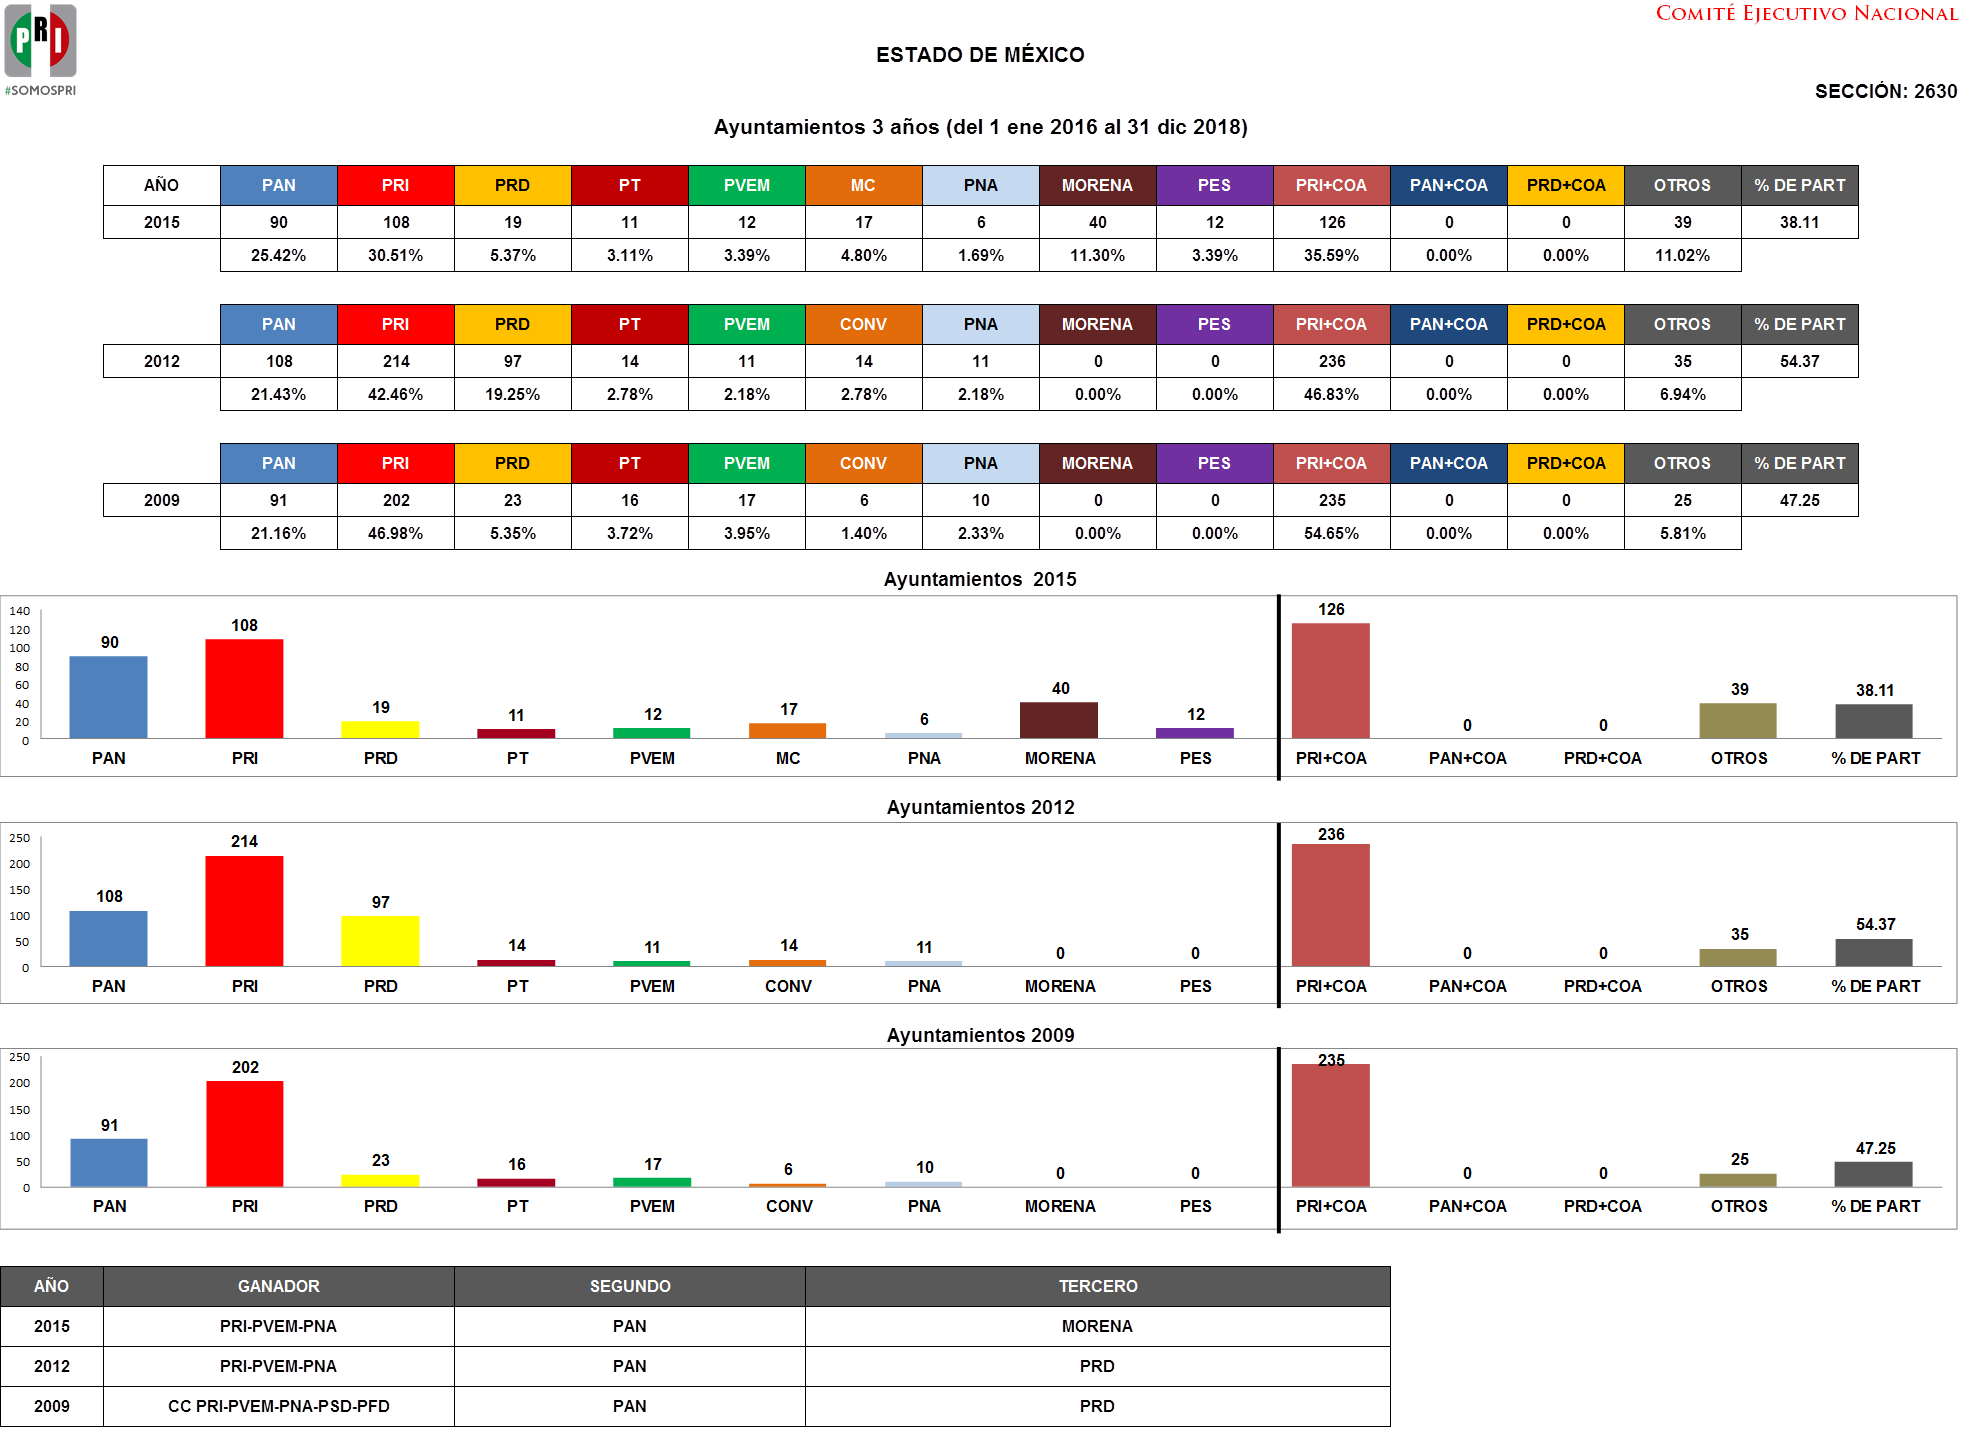 PRI
#SOMOSPRI
COMITÉ EJECUTIVO NACIONAL
ESTADO DE MÉXICO
SECCIÓN: 2630
Ayuntamientos 3 años (del 1 ene 2016 al 31 dic 2018)
AÑO PAN PRI PRD PT PVEM MC PNA MORENA PES PRI+COA PAN+COA PRD+COA OTROS % DE PART
2015 90 108 19 11 12 17 6 40 12 126 0 0 39 38.11
25.42% 30.51% 5.37% 3.11% 3.39% 4.80% 1.69% 11.30% 3.39% 35.59% 0.00% 0.00% 11.02%
PAN PRI PRD PT PVEM CONV PNA MORENA PES PRI+COA PAN+COA PRD+COA OTROS % DE PART
2012 108 214 97 14 11 14 11 0 0 236 0 0 35 54.37
21.43% 42.46% 19.25% 2.78% 2.18% 2.78% 2.18% 0.00% 0.00% 46.83% 0.00% 0.00% 6.94%
PAN PRI PRD PT PVEM CONV PNA MORENA PES PRI+COA PAN+COA PRD+COA OTROS % DE PART
2009 91 202 23 16 17 6 10 0 0 235 0 0 25 47.25
21.16% 46.98% 5.35% 3.72% 3.95% 1.40% 2.33% 0.00% 0.00% 54.65% 0.00% 0.00% 5.81%
Ayuntamientos 2015
140
120
100
80
60
40
20
0
90 108 19 11 12 17 6 40 12 126 0 0 39 38.11
PAN PRI PRD PT PVEM MC PNA MORENA PES PRI+COA PAN+COA PRD+COA OTROS % DE PART
Ayuntamientos 2012
250
200
150
100
50
0
108 214 97 14 11 14 11 0 0 236 0 0 35 54.37
PAN PRI PRD PT PVEM CONV PNA MORENA PES PRI+COA PAN+COA PRD+COA OTROS % DE PART
Ayuntamientos 2009
250
200
150
100
50
0
91 202 23 16 17 6 10 0 0 235 0 0 25 47.25
PAN PRI PRD PT PVEM CONV PNA MORENA PES PRI+COA PAN+COA PRD+COA OTROS % DE PART
AÑO GANADOR SEGUNDO TERCERO
2015 PRI-PVEM-PNA PAN MORENA
2012 PRI-PVEM-PNA PAN PRD
2009 CC PRI-PVEM-PNA-PSD-PFD PAN PRD